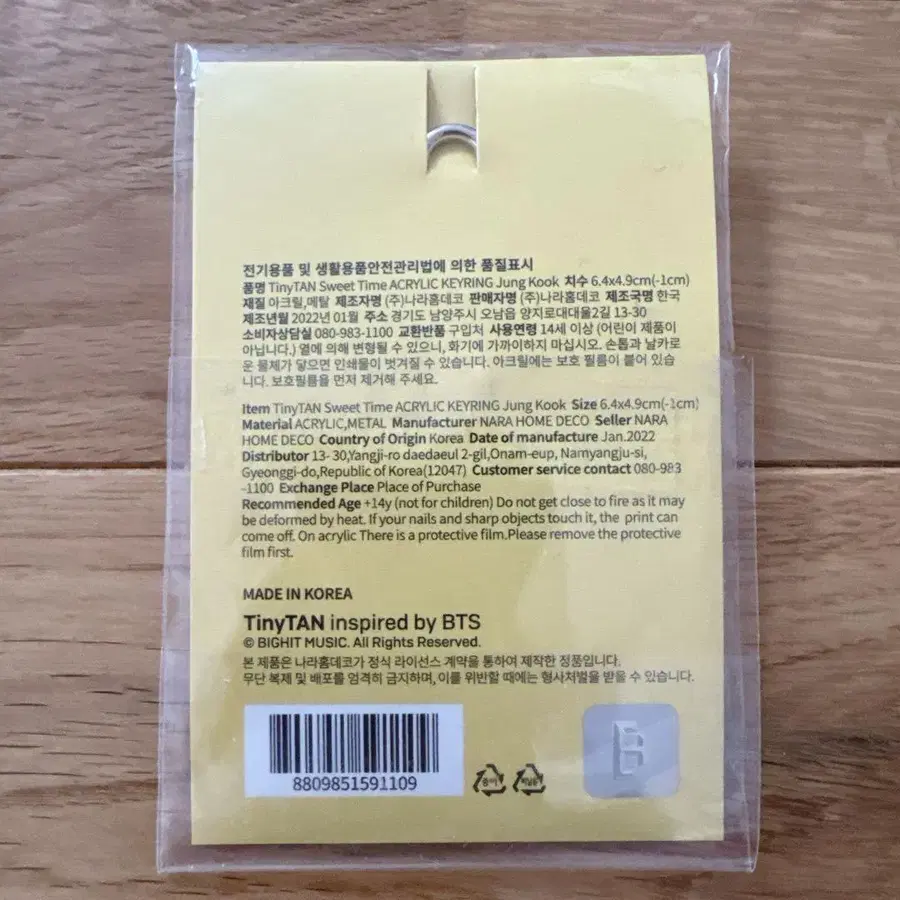 전기용품 및 생활용품안전관리법에 의한 품질표시
품명 TinyTAN Sweet Time ACRYLIC KEYRING Jung Kook 치수 6.4x4.9cm(-1cm)
재질 아크릴,메탈 제조자명 (주)나라홈데코 판매자명 (주)나라홈데코 제조국명 한국
제조년월 2022년 01월 주소 경기도 남양주시 오남읍 양지로대대울2길 13-30
소비자상담실 080-983-1100 교환반품 구입처 사용연령 14세 이상 (어린이 제품이
아닙니다.) 열에 의해 변형될 수 있으니, 화기에 가까이하지 마십시오. 손톱과 날카로
운 물체가 닿으면 인쇄물이 벗겨질 수 있습니다. 아크릴에는 보호 필름이 붙어 있습
니다. 보호필름을 먼저 제거해 주세요.
Item TinyTAN Sweet Time ACRYLIC KEYRING Jung Kook Size 6.4x4.9cm(-1cm)
Material ACRYLIC,METAL Manufacturer NARA HOME DECO Seller NARA
HOME DECO Country of Origin Korea Date of manufacture Jan.2022
Distributor 13- 30,Yangji-ro daedaeul 2-gil,Onam-eup, Namyangju-si,
Gyeonggi-do,Republic of Korea(12047) Customer service contact 080-983
-1100 Exchange Place Place of Purchase
Recommended Age +14y (not for children) Do not get close to fire as it may
be deformed by heat. If your nails and sharp objects touch it, the print can
come off. On acrylic There is a protective film.Please remove the protective
film first.
MADE IN KOREA
TinyTAN inspired by BTS
© BIGHIT MUSIC. All Rights Reserved.
본 제품은 나라홈데코가 정식 라이선스 계약을 통하여 제작한 정품입니다.
무단 복제 및 배포를 엄격히 금지하며, 이를 위반할 때에는 형사처벌을 받을 수 있습니다.
8809851591109
종이
B